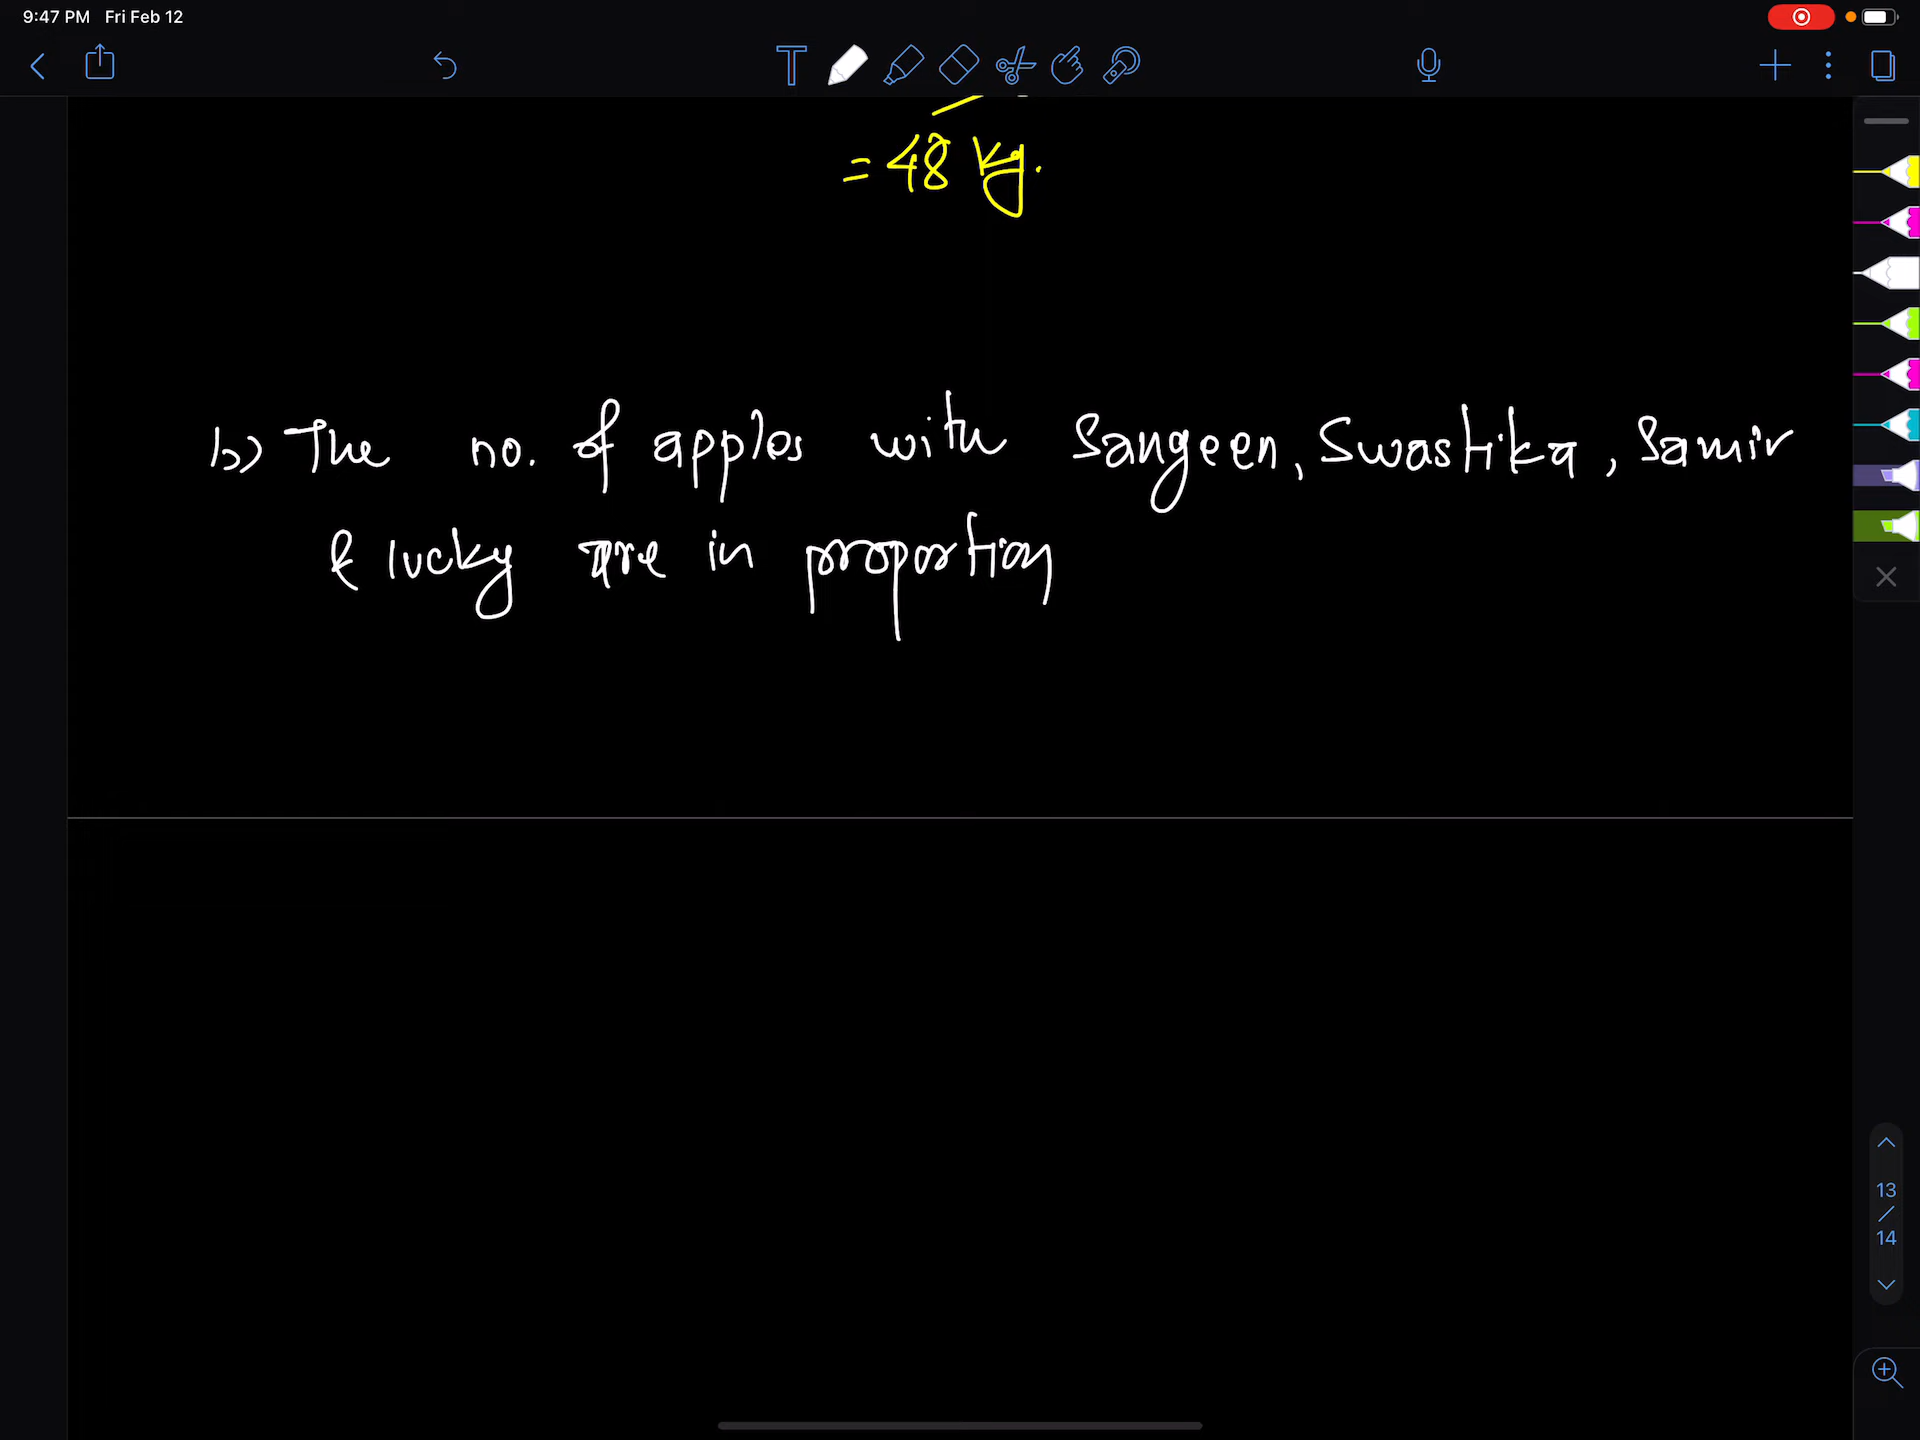 9:47 PM Fri Feb 12
= 48 kg.
b) The no. of apples with Sangeen, Swastika, Samir
& lucky are in proportion
13
/
14